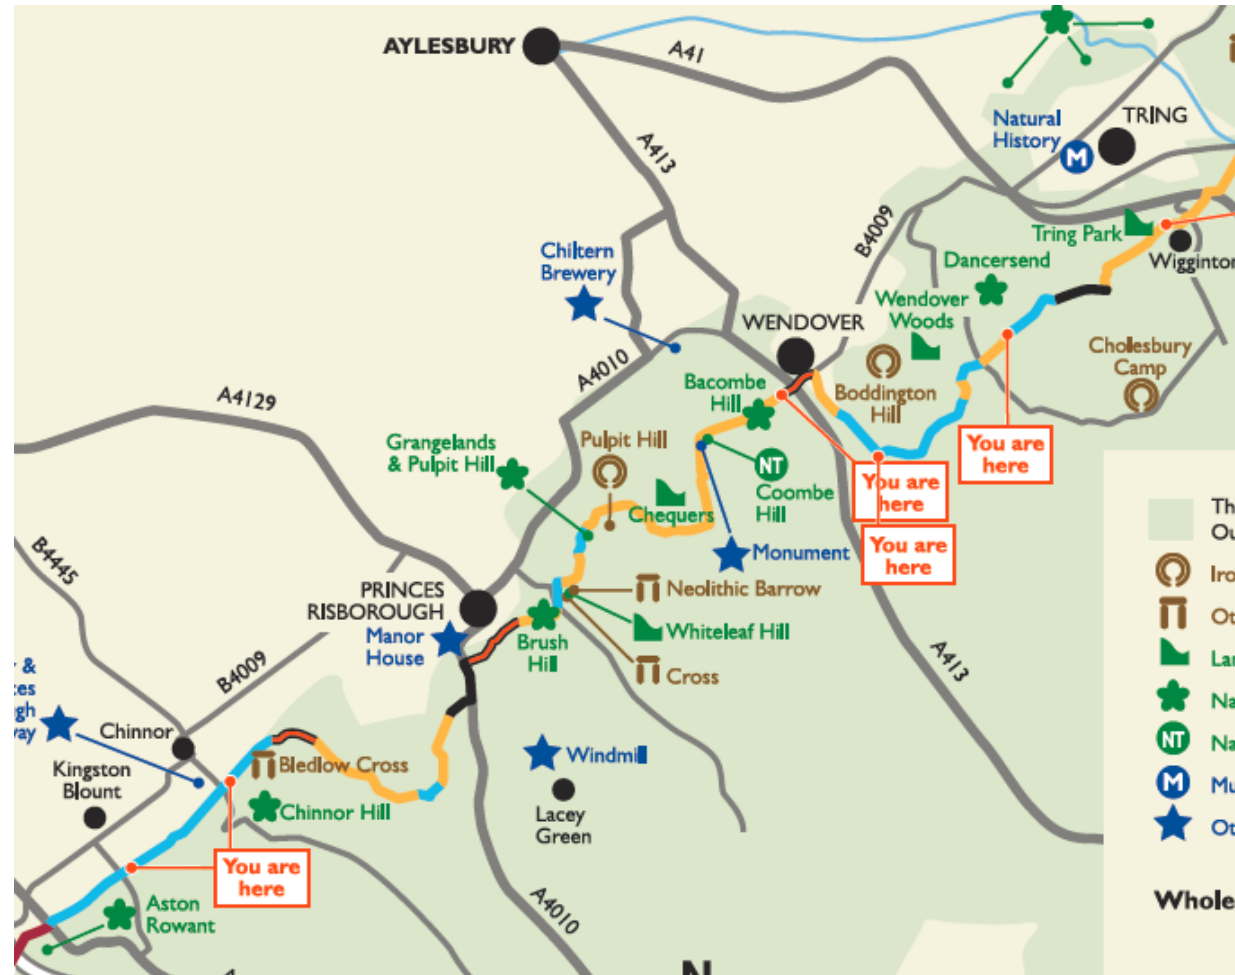 AYLESBURY
A41
A413
Natural
History
M
TRING
B4009
Tring Park
Wigginton
Dancersend
Chiltern
Brewery
Wendover
Woods
WENDOVER
Cholesbury
Camp
A4010
A4129
Bacombe
Hill
Boddington
Hill
Grangelands
& Pulpit Hill
Pulpit Hill
You are
here
NT
Coombe
Hill
You are
here
Chequers
You are
here
Monument
B4445
PRINCES
RISBOROUGH
Neolithic Barrow
Manor
House
Brush
Hill
Whiteleaf Hill
Cross
A413
B4009
Chinnor
Bledlow Cross
Windmill
Kingston
Blount
Chinnor Hill
Lacey
Green
You are
here
Aston
Rowant
A4010
N
&
NT
M
Whole